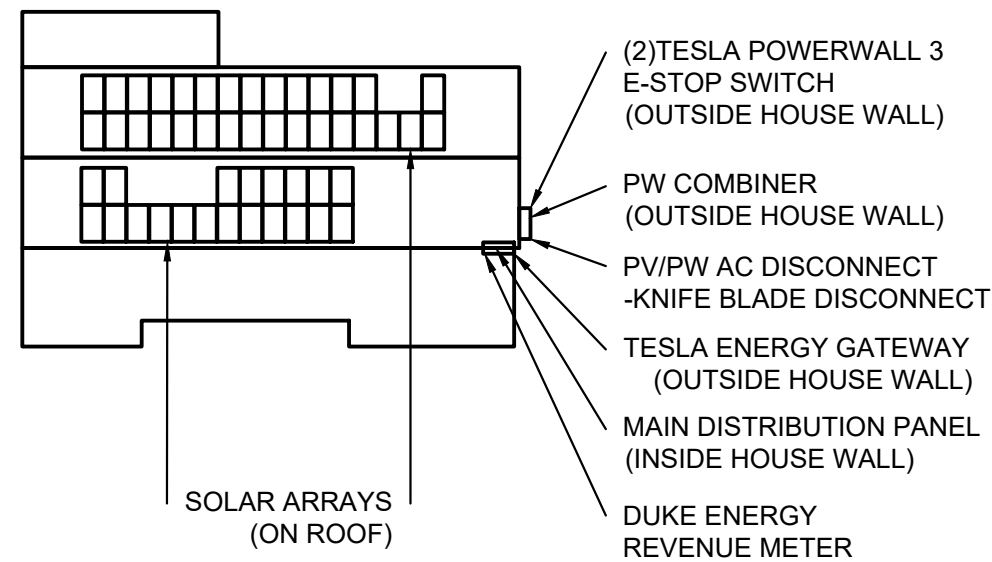 (2)TESLA POWERWALL 3
E-STOP SWITCH
(OUTSIDE HOUSE WALL)
PW COMBINER
(OUTSIDE HOUSE WALL)
PV/PW AC DISCONNECT
-KNIFE BLADE DISCONNECT
TESLA ENERGY GATEWAY
(OUTSIDE HOUSE WALL)
MAIN DISTRIBUTION PANEL
(INSIDE HOUSE WALL)
DUKE ENERGY
REVENUE METER
SOLAR ARRAYS
(ON ROOF)